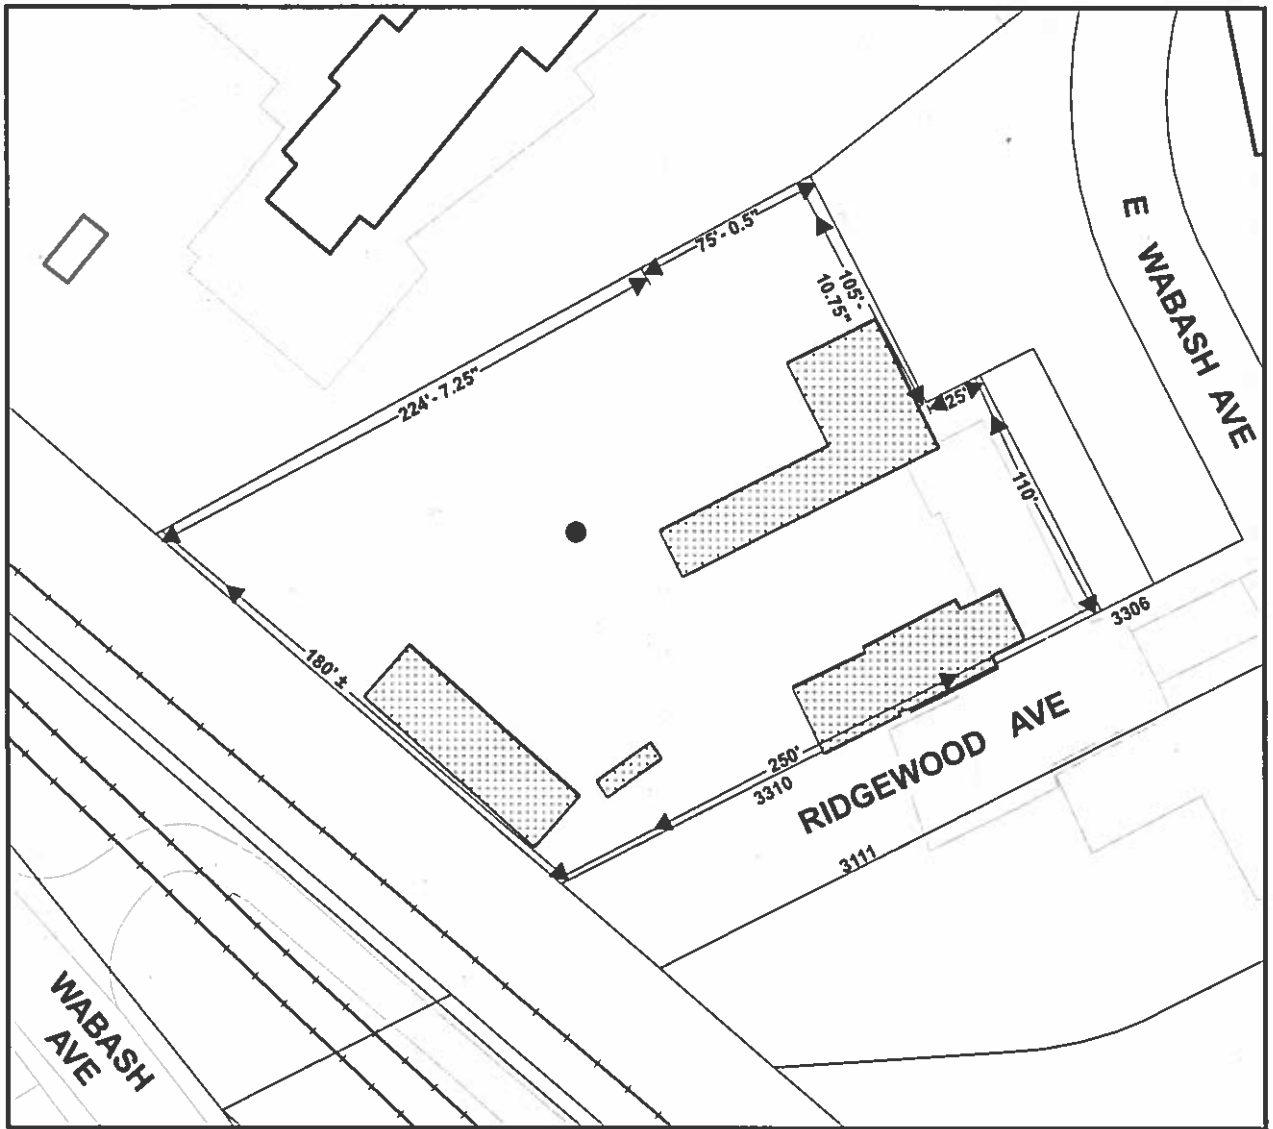 75'- 0.5"
105'-
10.75"
E WABASH AVE
224'- 7.25"
25'
110'
3306
180' ±
250'
3310
RIDGEWOOD AVE
3111
WABASH
AVE